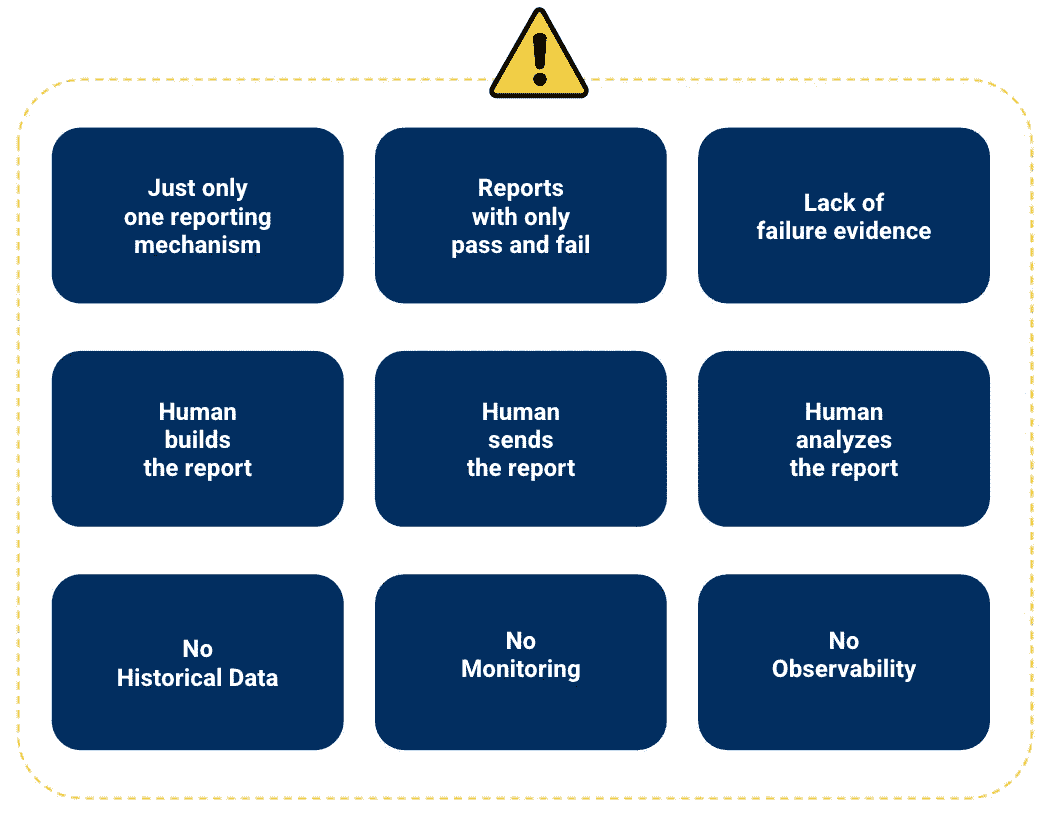 Just only
one reporting
mechanism
Reports
with only
pass and fail
Lack of
failure evidence
Human
builds
the report
Human
sends
the report
Human
analyzes
the report
No
Historical Data
No
Monitoring
No
Observability